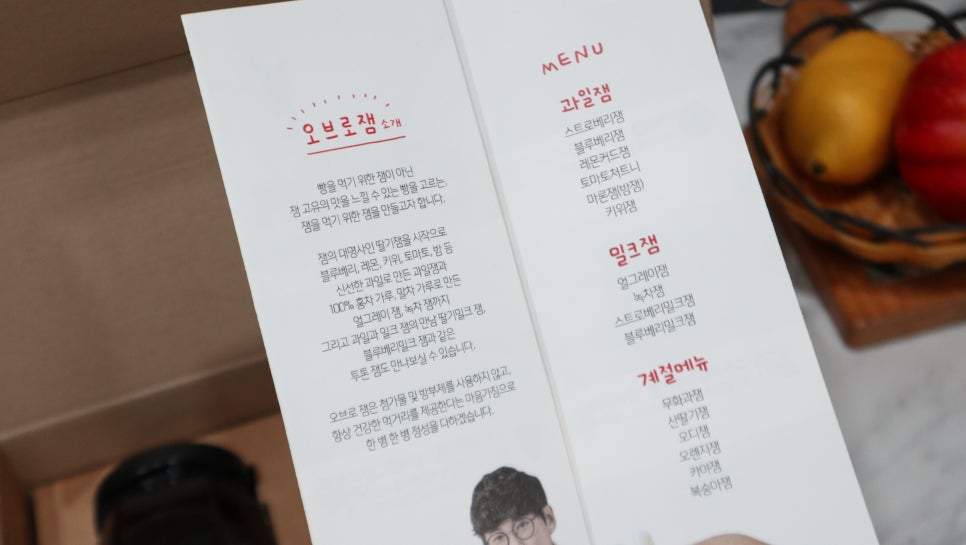 오브로잼 소개
빵을 먹기 위한 잼이 아닌
잼 고유의 맛을 느낄 수 있는 빵을 고르는,
잼을 먹기 위한 잼을 만들고자 합니다.
잼의 대명사인 딸기잼을 시작으로
블루베리, 레몬, 키위, 토마토, 밤 등
신선한 과일로 만든 과일잼과
100% 홍차 가루, 말차 가루로 만든
얼그레이 잼, 녹차 잼까지
그리고 과일과 밀크 잼의 만남 딸기밀크 잼,
블루베리밀크 잼과 같은
투톤 잼도 만나보실 수 있습니다.
오브로 잼은 첨가물 및 방부제를 사용하지 않고,
항상 건강한 먹거리를 제공한다는 마음가짐으로
한 병 한 병 정성을 다하겠습니다.
MENU
과일잼
스트로베리잼
블루베리잼
레몬커드잼
토마토처트니
마론잼(밤잼)
키위잼
밀크잼
얼그레이잼
녹차잼
스트로베리밀크잼
블루베리밀크잼
계절메뉴
무화과잼
산딸기잼
오디잼
오렌지잼
카야잼
복숭아잼